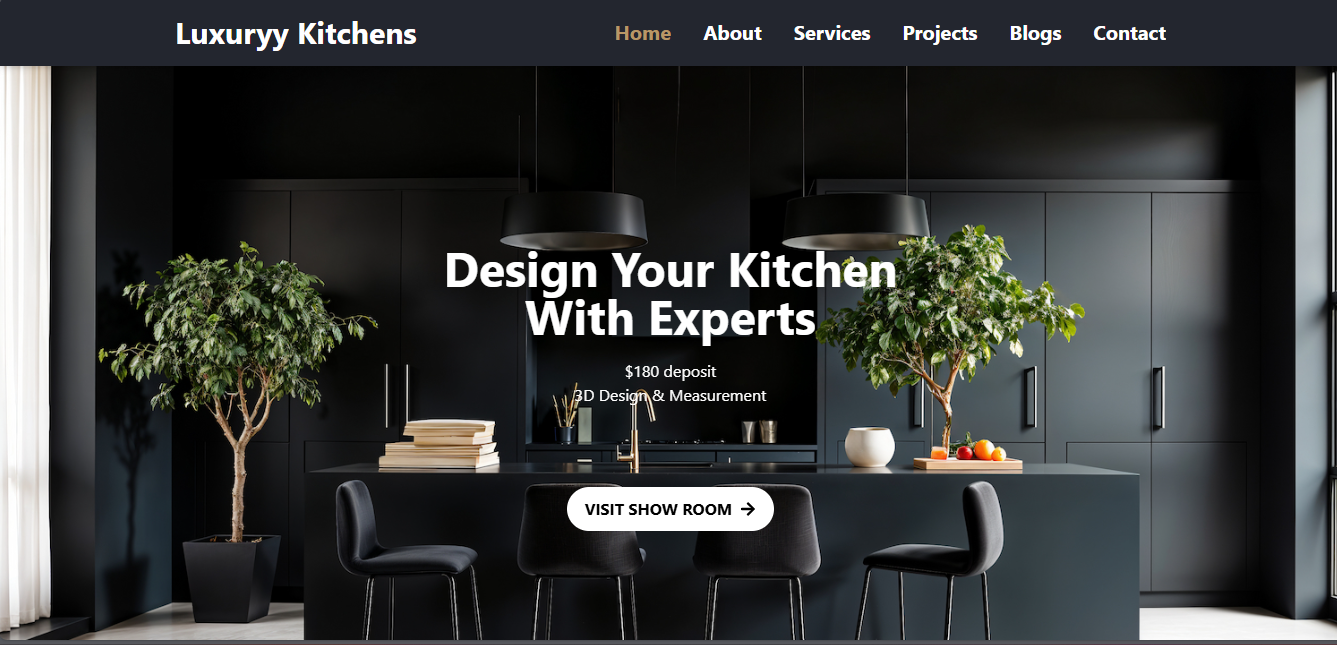 Luxuryy Kitchens
Home About Services Projects Blogs Contact
Design Your Kitchen
With Experts
$180 deposit
3D Design & Measurement
VISIT SHOW ROOM →